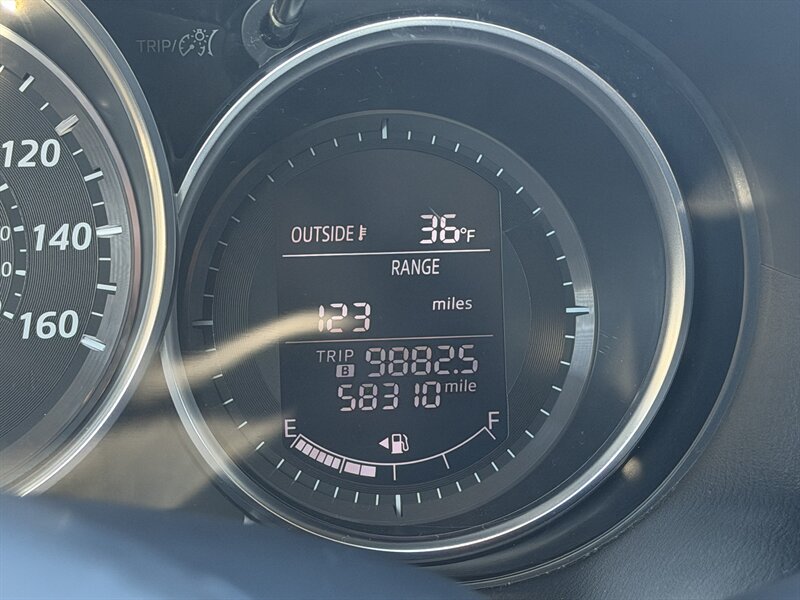 TRIP/
120
140
160
OUTSIDE 36°F
RANGE
123 miles
TRIP B 9882.5
58310 mile
E F